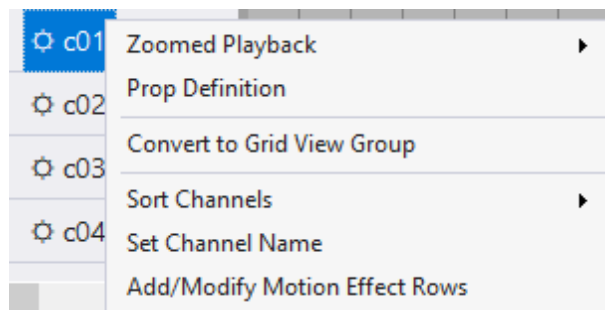 c01
Zoomed Playback
Prop Definition
c02
Convert to Grid View Group
c03
Sort Channels
c04
Set Channel Name
Add/Modify Motion Effect Rows